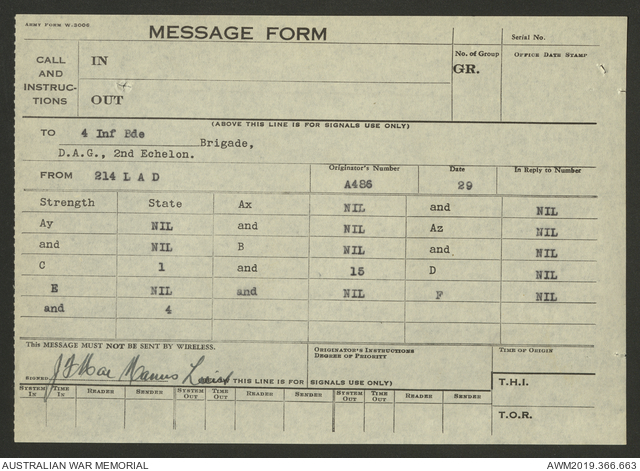 ARMY FORM W-3006
MESSAGE FORM
Serial No.
CALL AND INSTRUC-TIONS
IN
OUT
No. of Group
GR.
OFFICE DATE STAMP
(ABOVE THIS LINE IS FOR SIGNALS USE ONLY)
TO 4 Inf Bde Brigade,
D.A.G., 2nd Echelon.
FROM 214 L A D
Originator's Number A486
Date 29
In Reply to Number
Strength State Ax NIL and NIL
Ay NIL and NIL Az NIL
and NIL B NIL and NIL
C 1 and 15 D NIL
E NIL and NIL F NIL
and 4
This MESSAGE MUST NOT BE SENT BY WIRELESS.
ORIGINATOR'S INSTRUCTIONS
DEGREE OF PRIORITY
TIME OF ORIGIN
SIGNED
THIS LINE IS FOR SIGNALS USE ONLY)
T.H.I.
SYSTEM IN TIME IN READER SENDER SYSTEM OUT TIME OUT READER SENDER SYSTEM OUT TIME OUT READER SENDER
T.O.R.
AUSTRALIAN WAR MEMORIAL
AWM2019.366.663